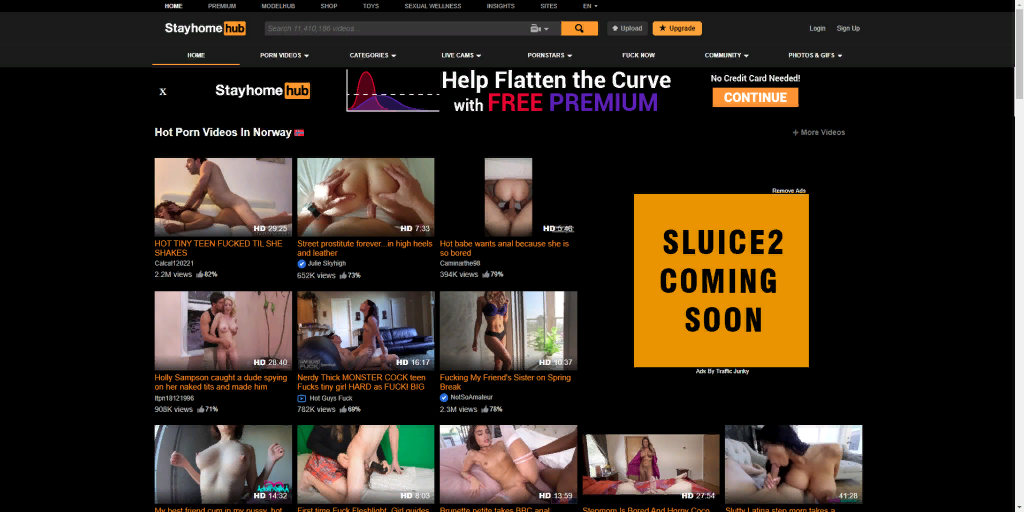 HOME PREMIUM MODELHUB SHOP TOYS SEXUAL WELLNESS INSIGHTS SITES EN
Stayhome hub
Search 11,410,186 videos...
Upload
Upgrade
Login Sign Up
HOME PORN VIDEOS CATEGORIES LIVE CAMS PORNSTARS FUCK NOW COMMUNITY PHOTOS & GIFS
x
Stayhome hub
Help Flatten the Curve
with FREE PREMIUM
No Credit Card Needed!
CONTINUE
Hot Porn Videos In Norway
+ More Videos
HD 29:25
HOT TINY TEEN FUCKED TIL SHE
SHAKES
Calcal120221
2.2M views 82%
HD 7:33
Street prostitute forever...in high heels
and leather
Julie Skyhigh
652K views 73%
HD 5:46
Hot babe wants anal because she is
so bored
Caminarthe98
394K views 79%
Remove Ads
SLUICE2
COMING
SOON
Ads By Traffic Junky
HD 28:40
Holly Sampson caught a dude spying
on her naked tits and made him
ltpn18121996
908K views 71%
HD 16:17
Nerdy Thick MONSTER COCK teen
Fucks tiny girl HARD as FUCK! BIG
Hot Guys Fuck
782K views 69%
HD 10:37
Fucking My Friend's Sister on Spring
Break
NotSoAmateur
2.3M views 78%
HD 14:32
My best friend cum in my pussy, hot
HD 8:03
First time Fuck Fleshlight. Girl guides
HD 13:59
Brunette petite takes BBC anal
HD 27:54
Stepmom Is Bored And Horny Coco
41:28
Slutty Latina step mom takes a